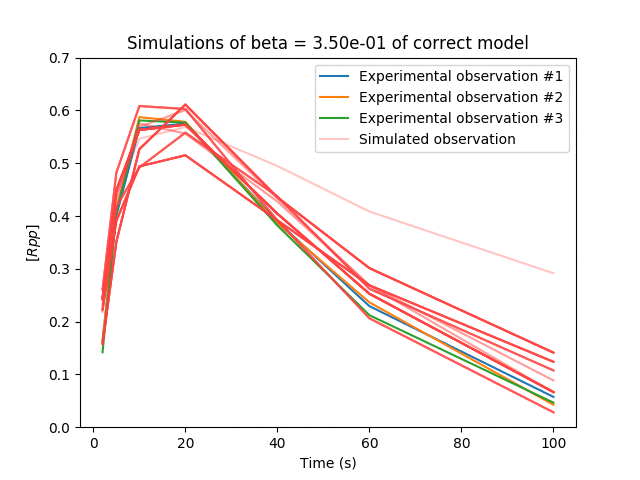 Simulations of beta = 3.50e-01 of correct model
Experimental observation #1
Experimental observation #2
Experimental observation #3
Simulated observation
0.7
0.6
0.5
0.4
0.3
0.2
0.1
0.0
[Rpp]
0 20 40 60 80 100
Time (s)